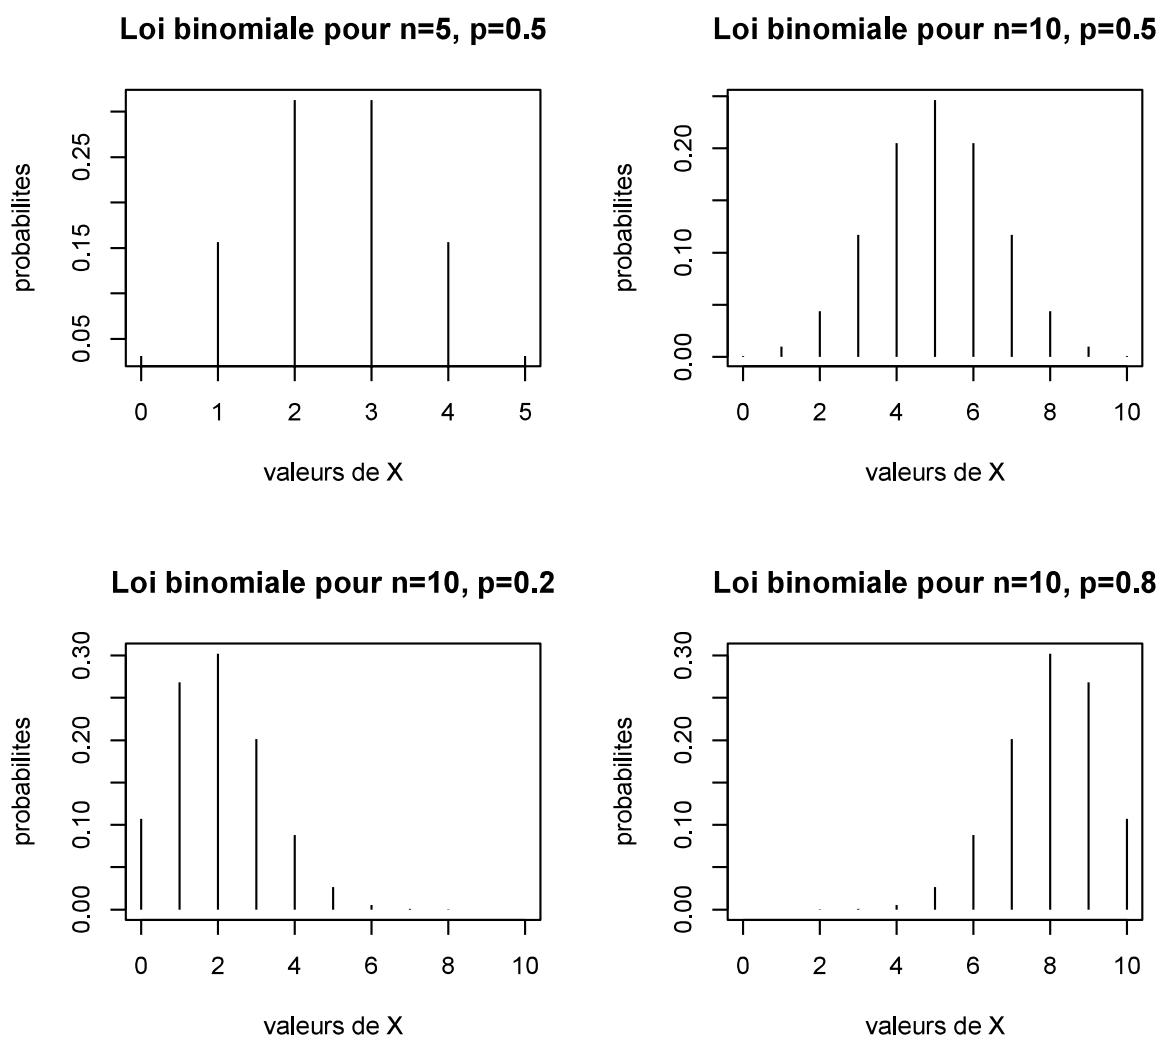 Loi binomiale pour n=5, p=0.5
probabilites
0.05 0.15 0.25
0 1 2 3 4 5
valeurs de X
Loi binomiale pour n=10, p=0.5
probabilites
0.00 0.10 0.20
0 2 4 6 8 10
valeurs de X
Loi binomiale pour n=10, p=0.2
probabilites
0.00 0.10 0.20 0.30
0 2 4 6 8 10
valeurs de X
Loi binomiale pour n=10, p=0.8
probabilites
0.00 0.10 0.20 0.30
0 2 4 6 8 10
valeurs de X